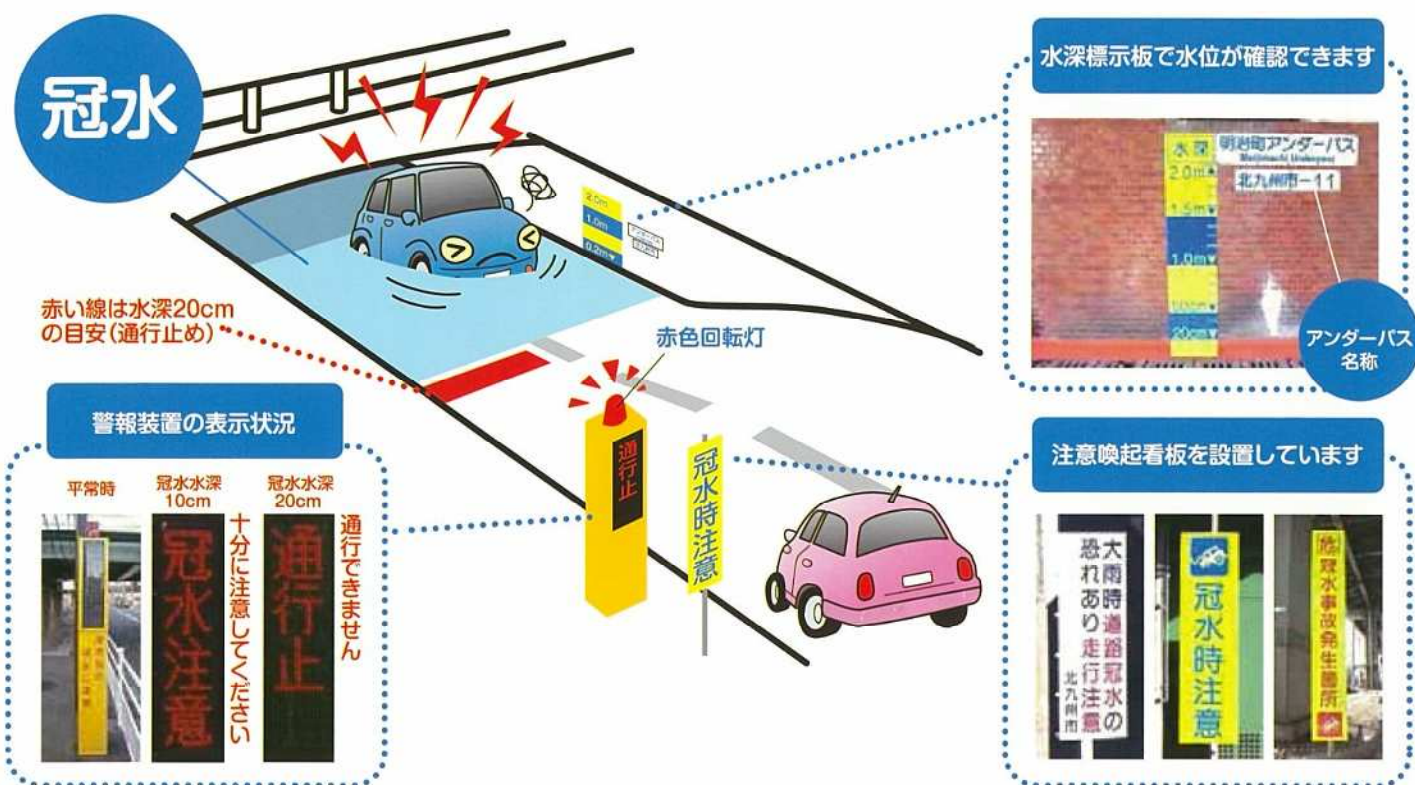 冠水
赤い線は水深20cm
の目安(通行止め)
2.0m
1.0m
0.2m▼
赤色回転灯
通行止
冠水時注意
水深標示板で水位が確認できます
水深
2.0m▼
1.5m▼
1.0m▼
50cm▼
20cm▼
明治町アンダーパス
北九州市-11
アンダーパス
名称
警報装置の表示状況
平常時
冠水水深
10cm
冠水注意
十分に注意してください
冠水水深
20cm
通行止
通行できません
注意喚起看板を設置しています
大雨時道路冠水の
恐れあり走行注意
北九州市
冠水時注意
危冠水事故発生箇所